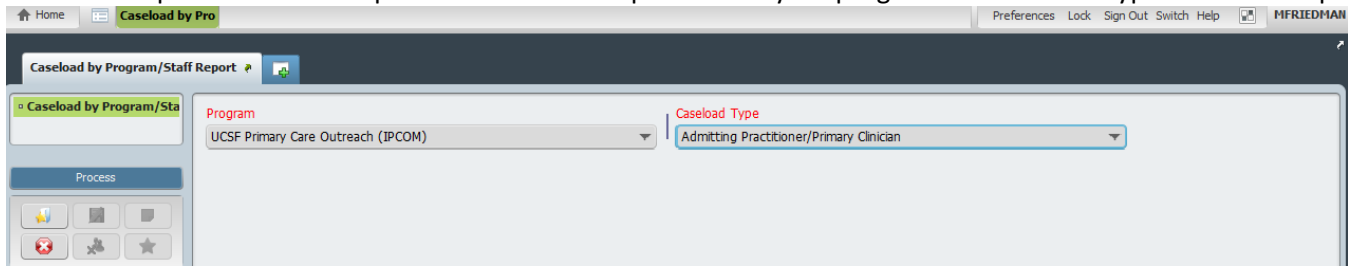 Home Caseload by Pro Preferences Lock Sign Out Switch Help MFRIEDMAN
Caseload by Program/Staff Report
Caseload by Program/Sta
Program Caseload Type
UCSF Primary Care Outreach (IPCOM) Admitting Practitioner/Primary Clinician
Process